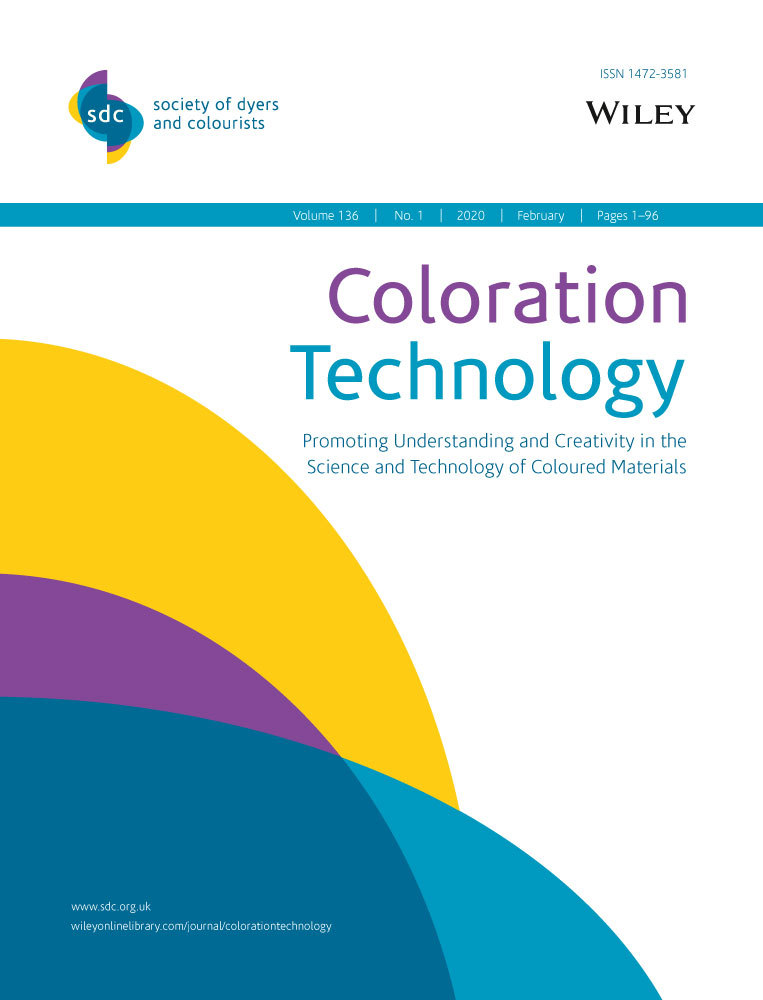 ISSN 1472-3581
sdc
society of dyers
and colourists
WILEY
Volume 136 | No. 1 | 2020 | February | Pages 1–96
Coloration
Technology
Promoting Understanding and Creativity in the
Science and Technology of Coloured Materials
www.sdc.org.uk
wileyonlinelibrary.com/journal/colorationtechnology